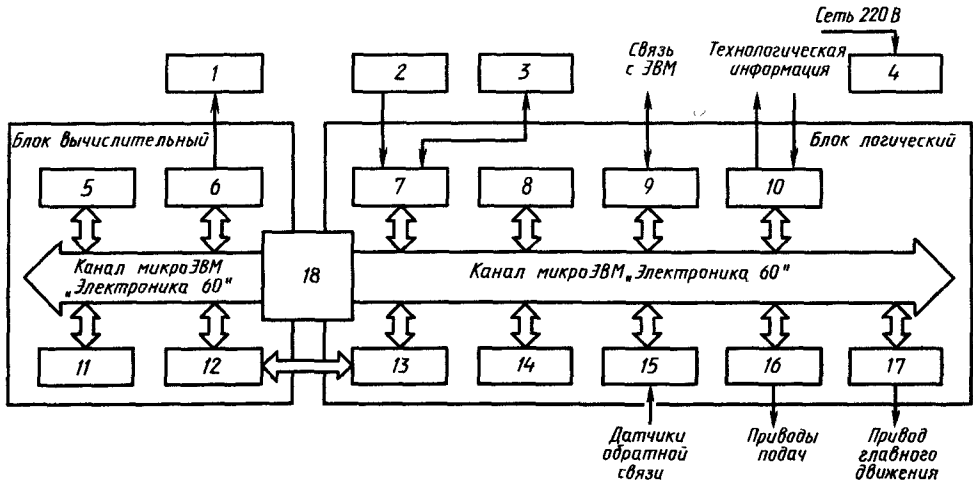 Сеть 220 В
1
2
3
Связь
с ЭВМ
Технологическая
информация
4
Блок вычислительный
Блок логический
5
6
7
8
9
10
Канал микроЭВМ
„Электроника 60"
18
Канал микроЭВМ „Электроника 60"
11
12
13
14
15
16
17
Датчики
обратной
связи
Приводы
подач
Привод
главного
движения